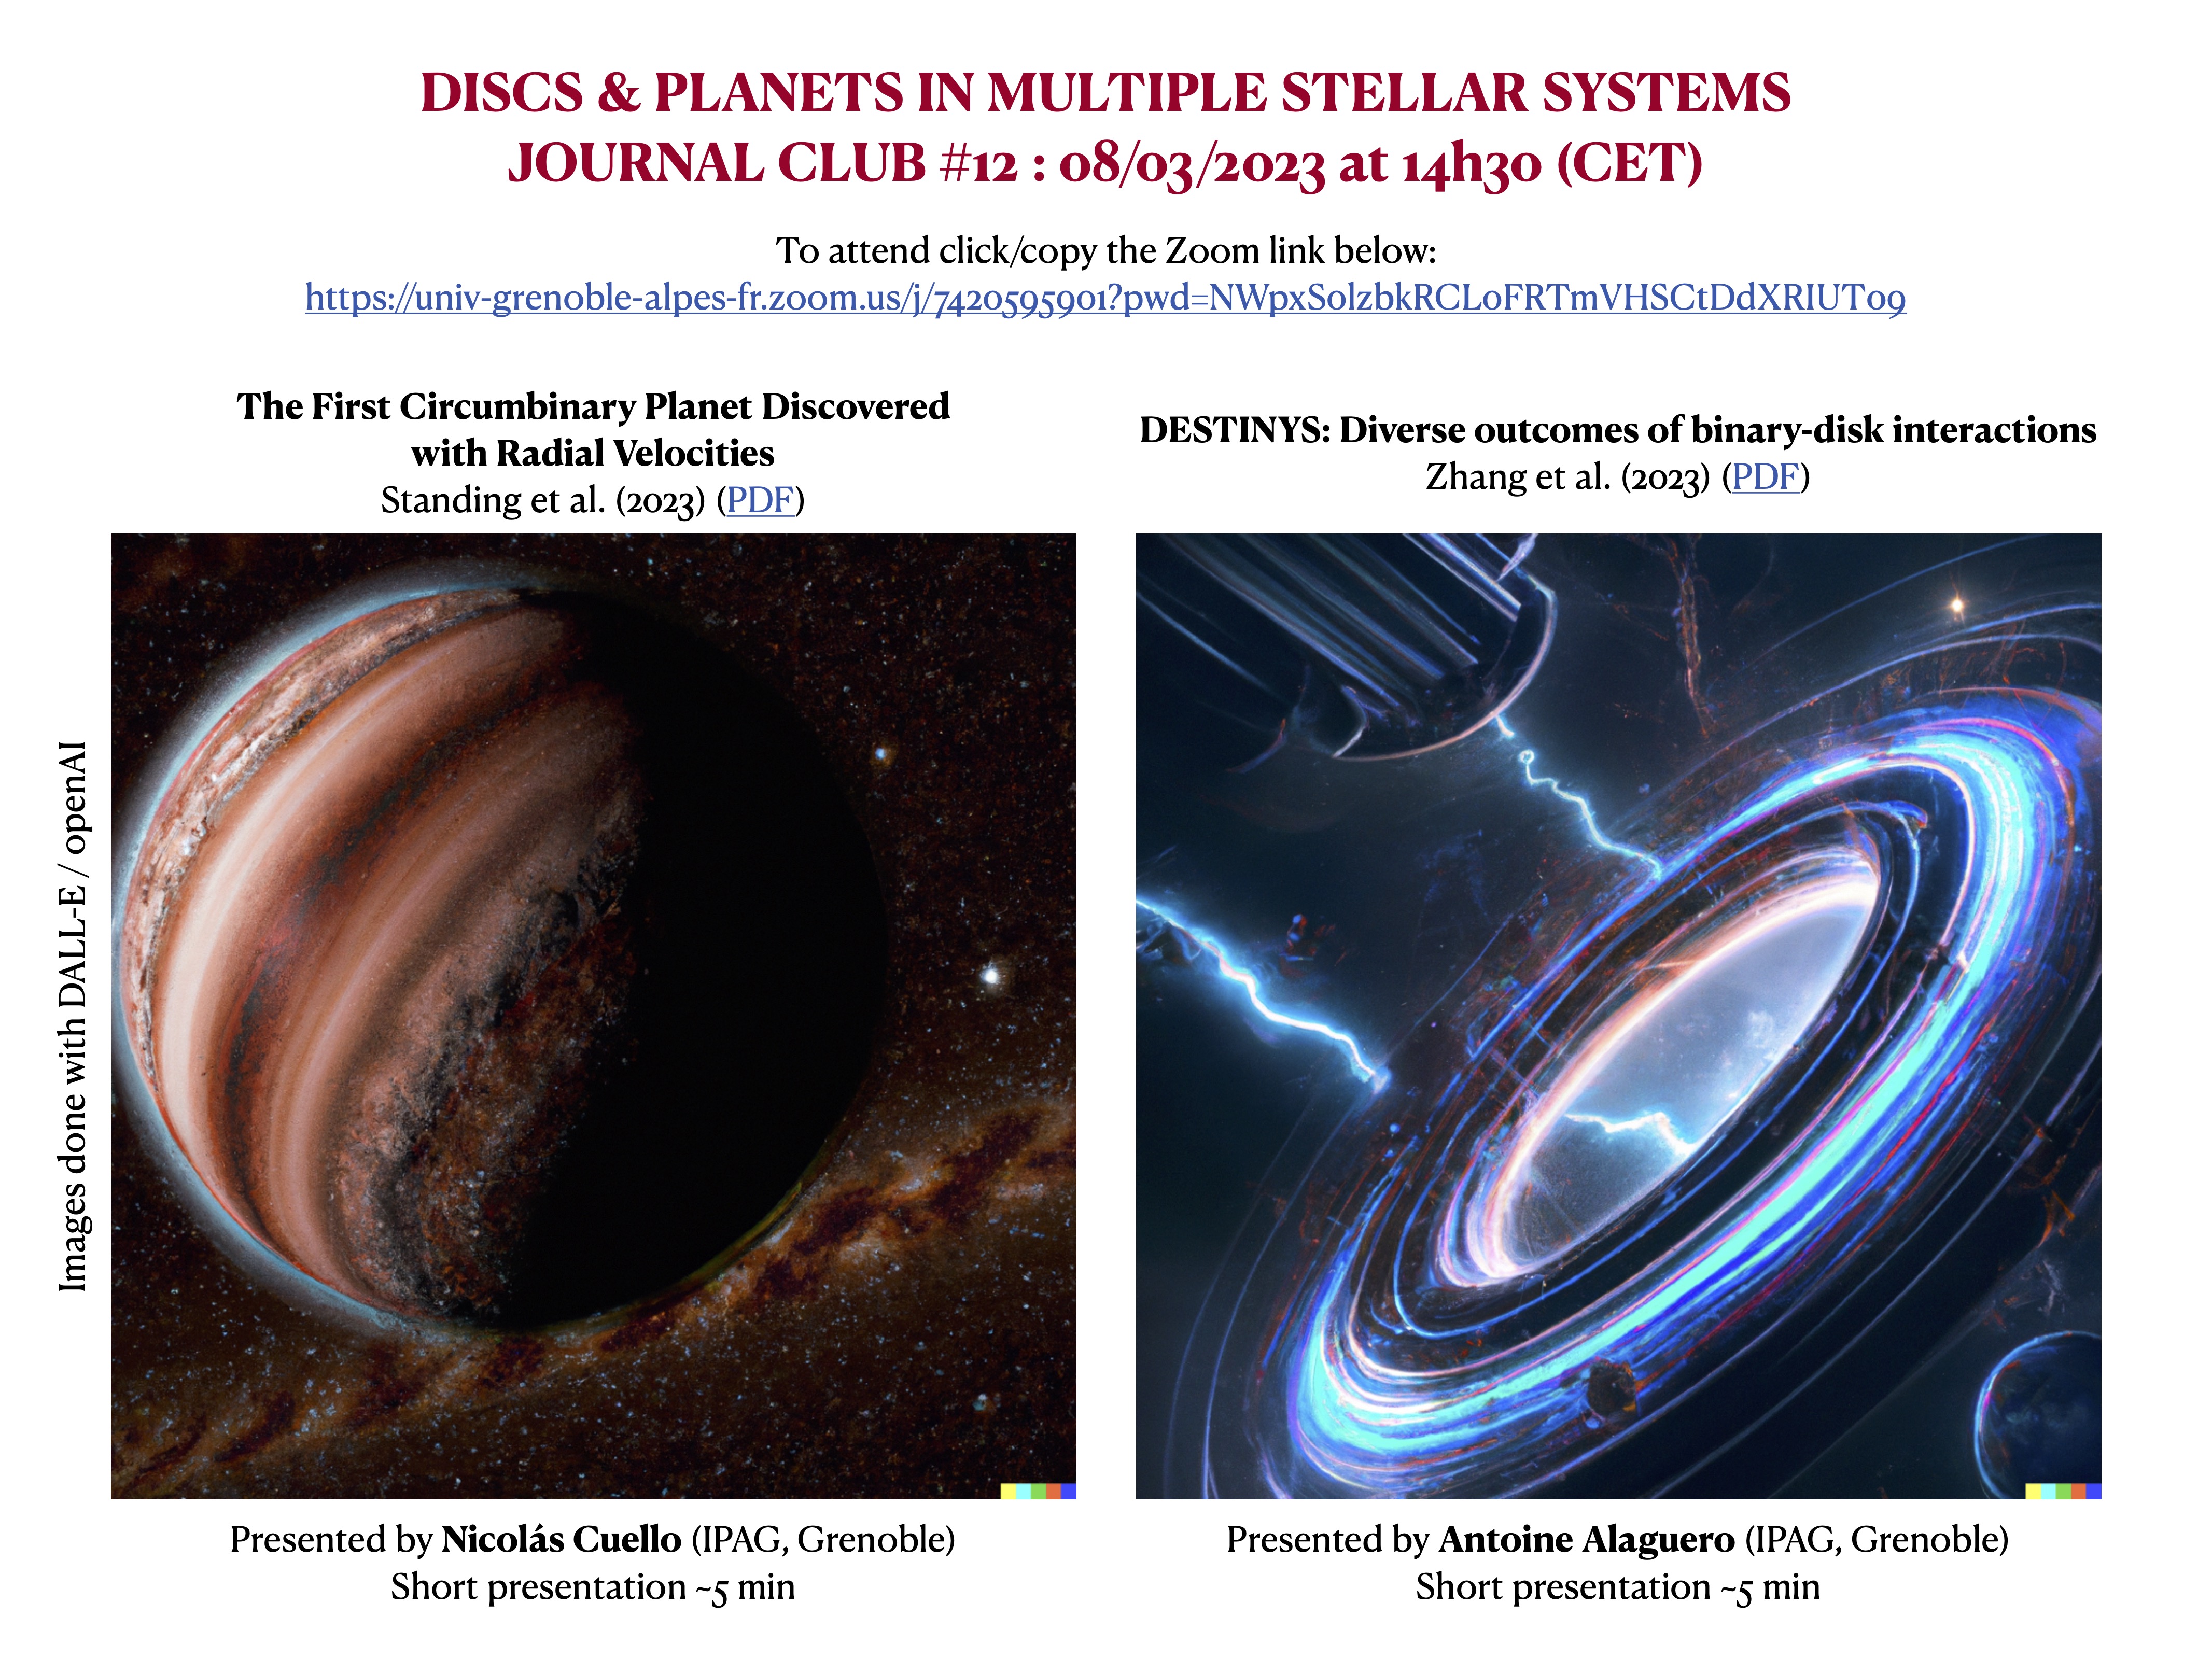 DISCS & PLANETS IN MULTIPLE STELLAR SYSTEMS
JOURNAL CLUB #12 : 08/03/2023 at 14h30 (CET)
To attend click/copy the Zoom link below:
https://univ-grenoble-alpes-fr.zoom.us/j/7420595901?pwd=NWpxS0lzbkRCL0FRTmVHSCtDdXRIUT09
The First Circumbinary Planet Discovered
with Radial Velocities
Standing et al. (2023) (PDF)
DESTINYS: Diverse outcomes of binary-disk interactions
Zhang et al. (2023) (PDF)
Images done with DALL-E / openAI
Presented by Nicolás Cuello (IPAG, Grenoble)
Short presentation ~5 min
Presented by Antoine Alaguero (IPAG, Grenoble)
Short presentation ~5 min